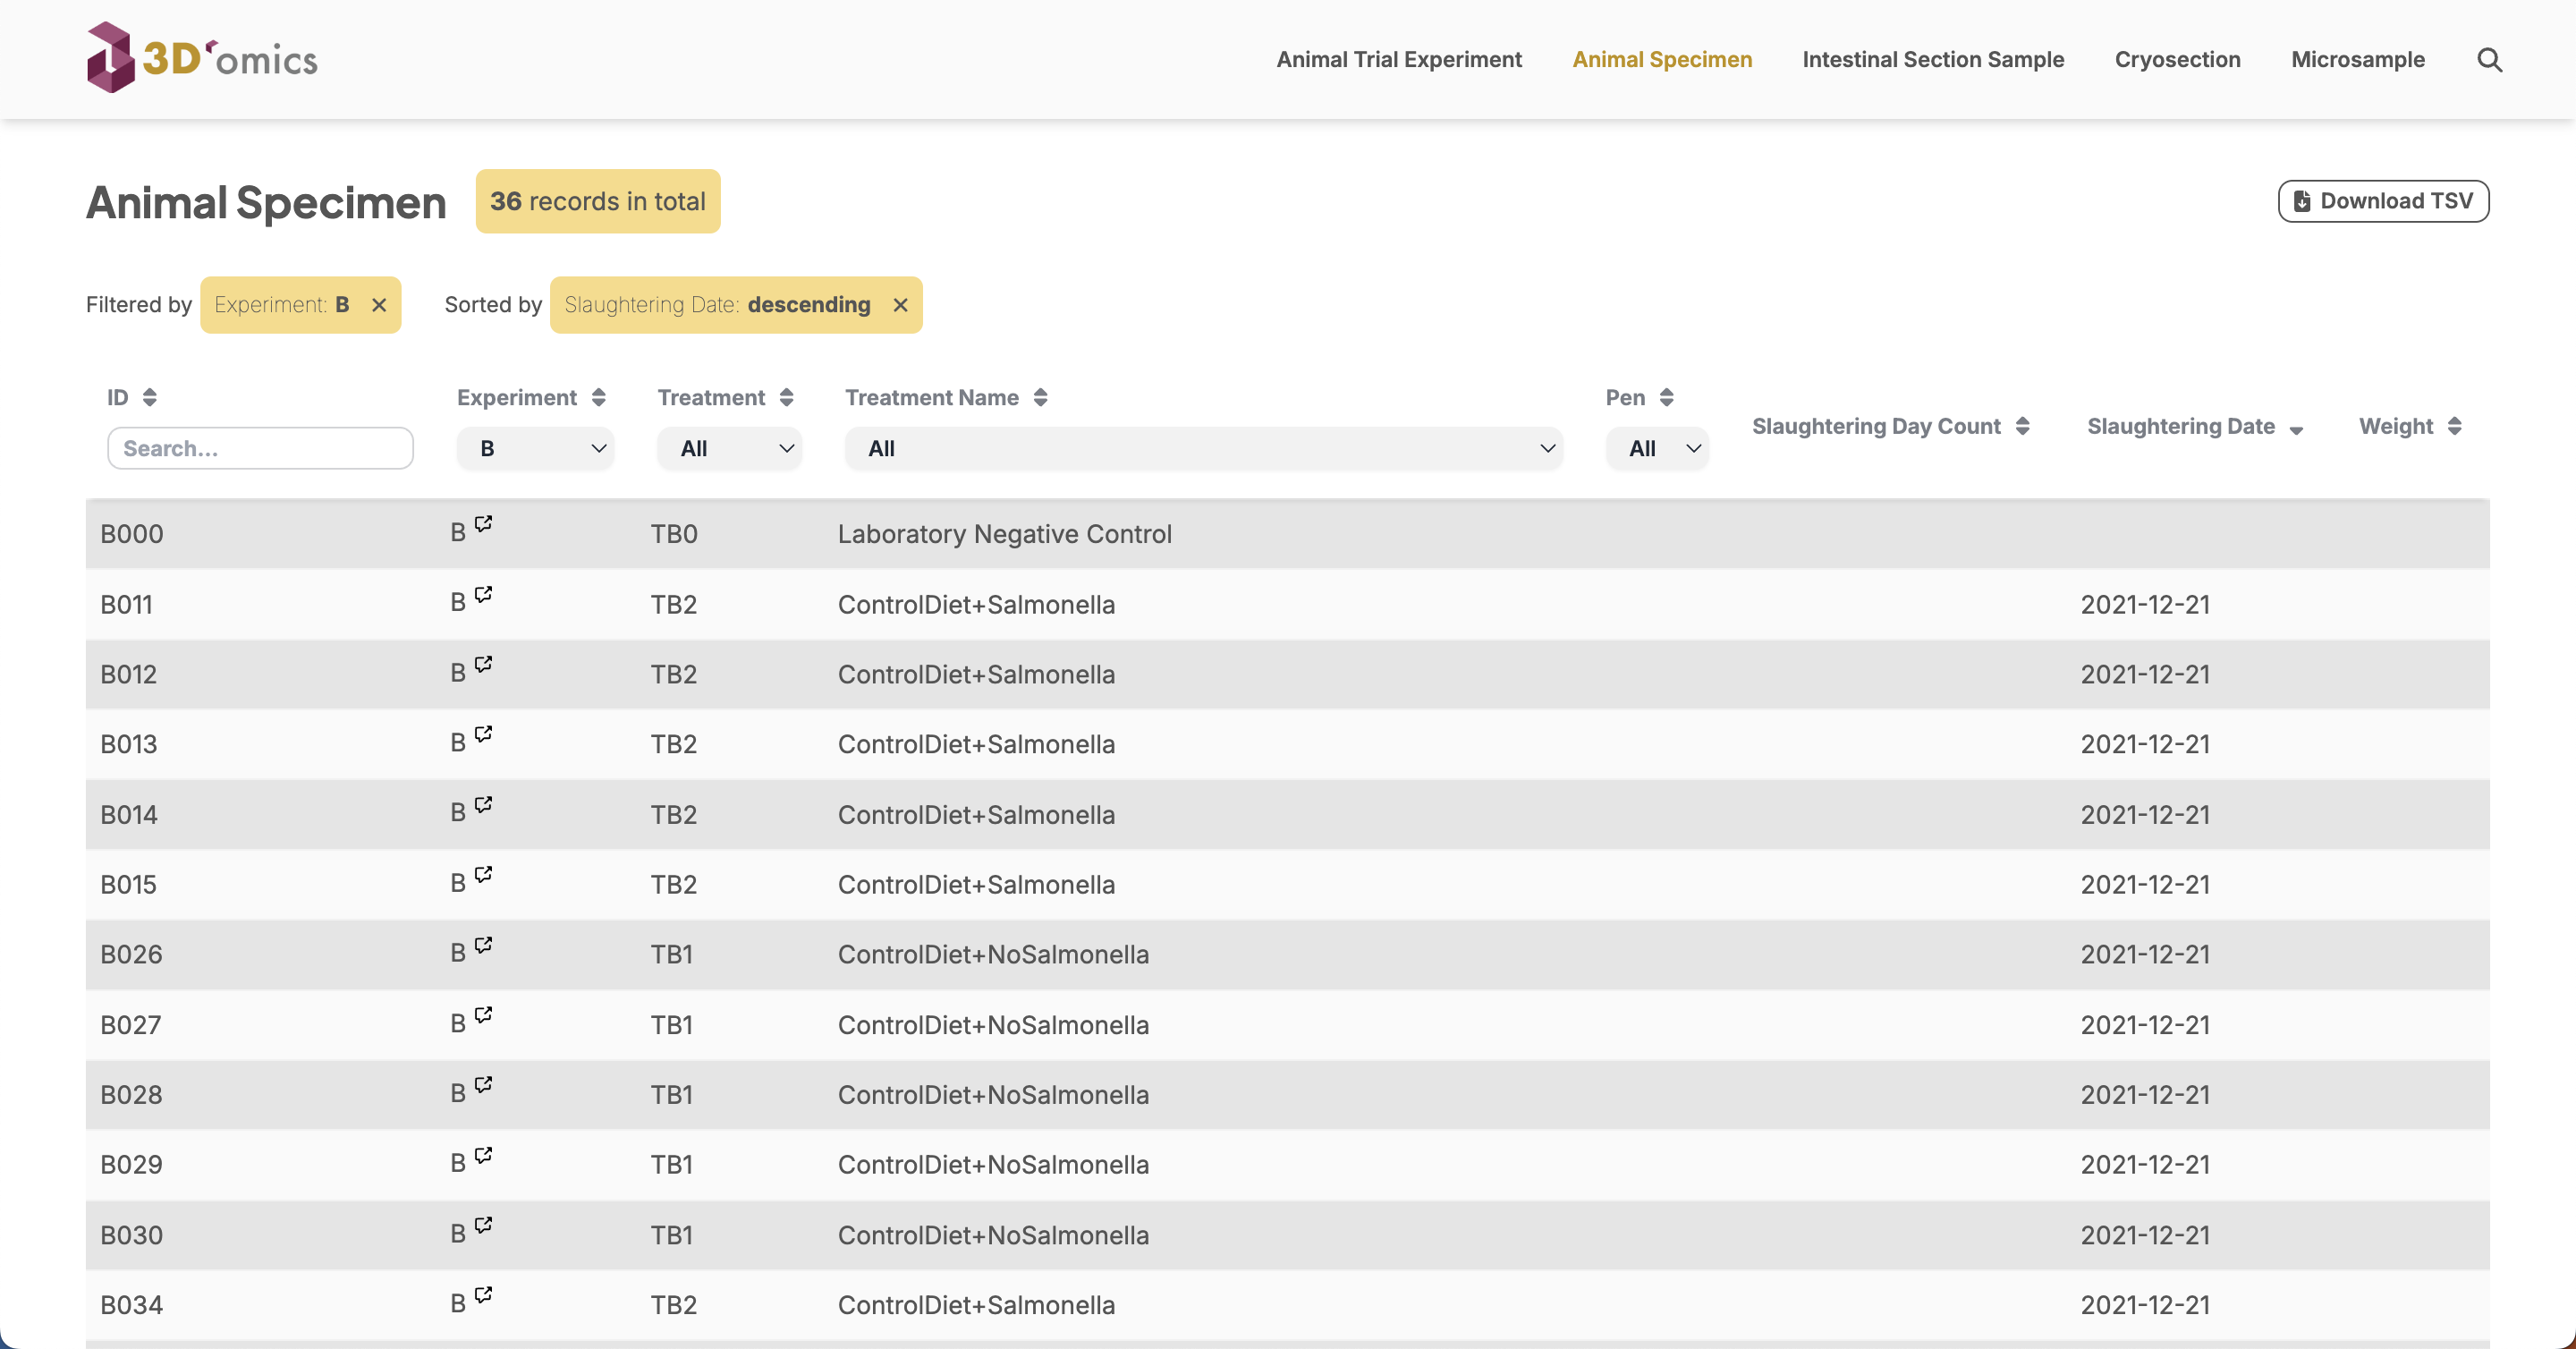 3D'omics
Animal Trial Experiment Animal Specimen Intestinal Section Sample Cryosection Microsample
Animal Specimen 36 records in total Download TSV
Filtered by Experiment: B × Sorted by Slaughtering Date: descending ×
ID Experiment Treatment Treatment Name Pen Slaughtering Day Count Slaughtering Date Weight
Search... B All All All
B000 B TB0 Laboratory Negative Control
B011 B TB2 ControlDiet+Salmonella 2021-12-21
B012 B TB2 ControlDiet+Salmonella 2021-12-21
B013 B TB2 ControlDiet+Salmonella 2021-12-21
B014 B TB2 ControlDiet+Salmonella 2021-12-21
B015 B TB2 ControlDiet+Salmonella 2021-12-21
B026 B TB1 ControlDiet+NoSalmonella 2021-12-21
B027 B TB1 ControlDiet+NoSalmonella 2021-12-21
B028 B TB1 ControlDiet+NoSalmonella 2021-12-21
B029 B TB1 ControlDiet+NoSalmonella 2021-12-21
B030 B TB1 ControlDiet+NoSalmonella 2021-12-21
B034 B TB2 ControlDiet+Salmonella 2021-12-21